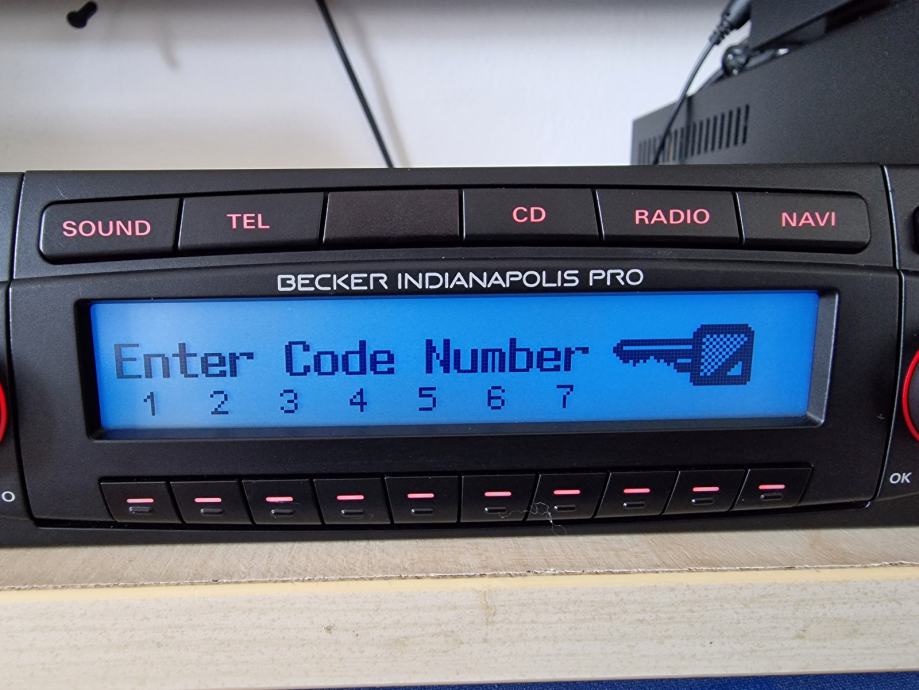 SOUND TEL CD RADIO NAVI
BECKER INDIANAPOLIS PRO
Enter Code Number
1 2 3 4 5 6 7
O OK